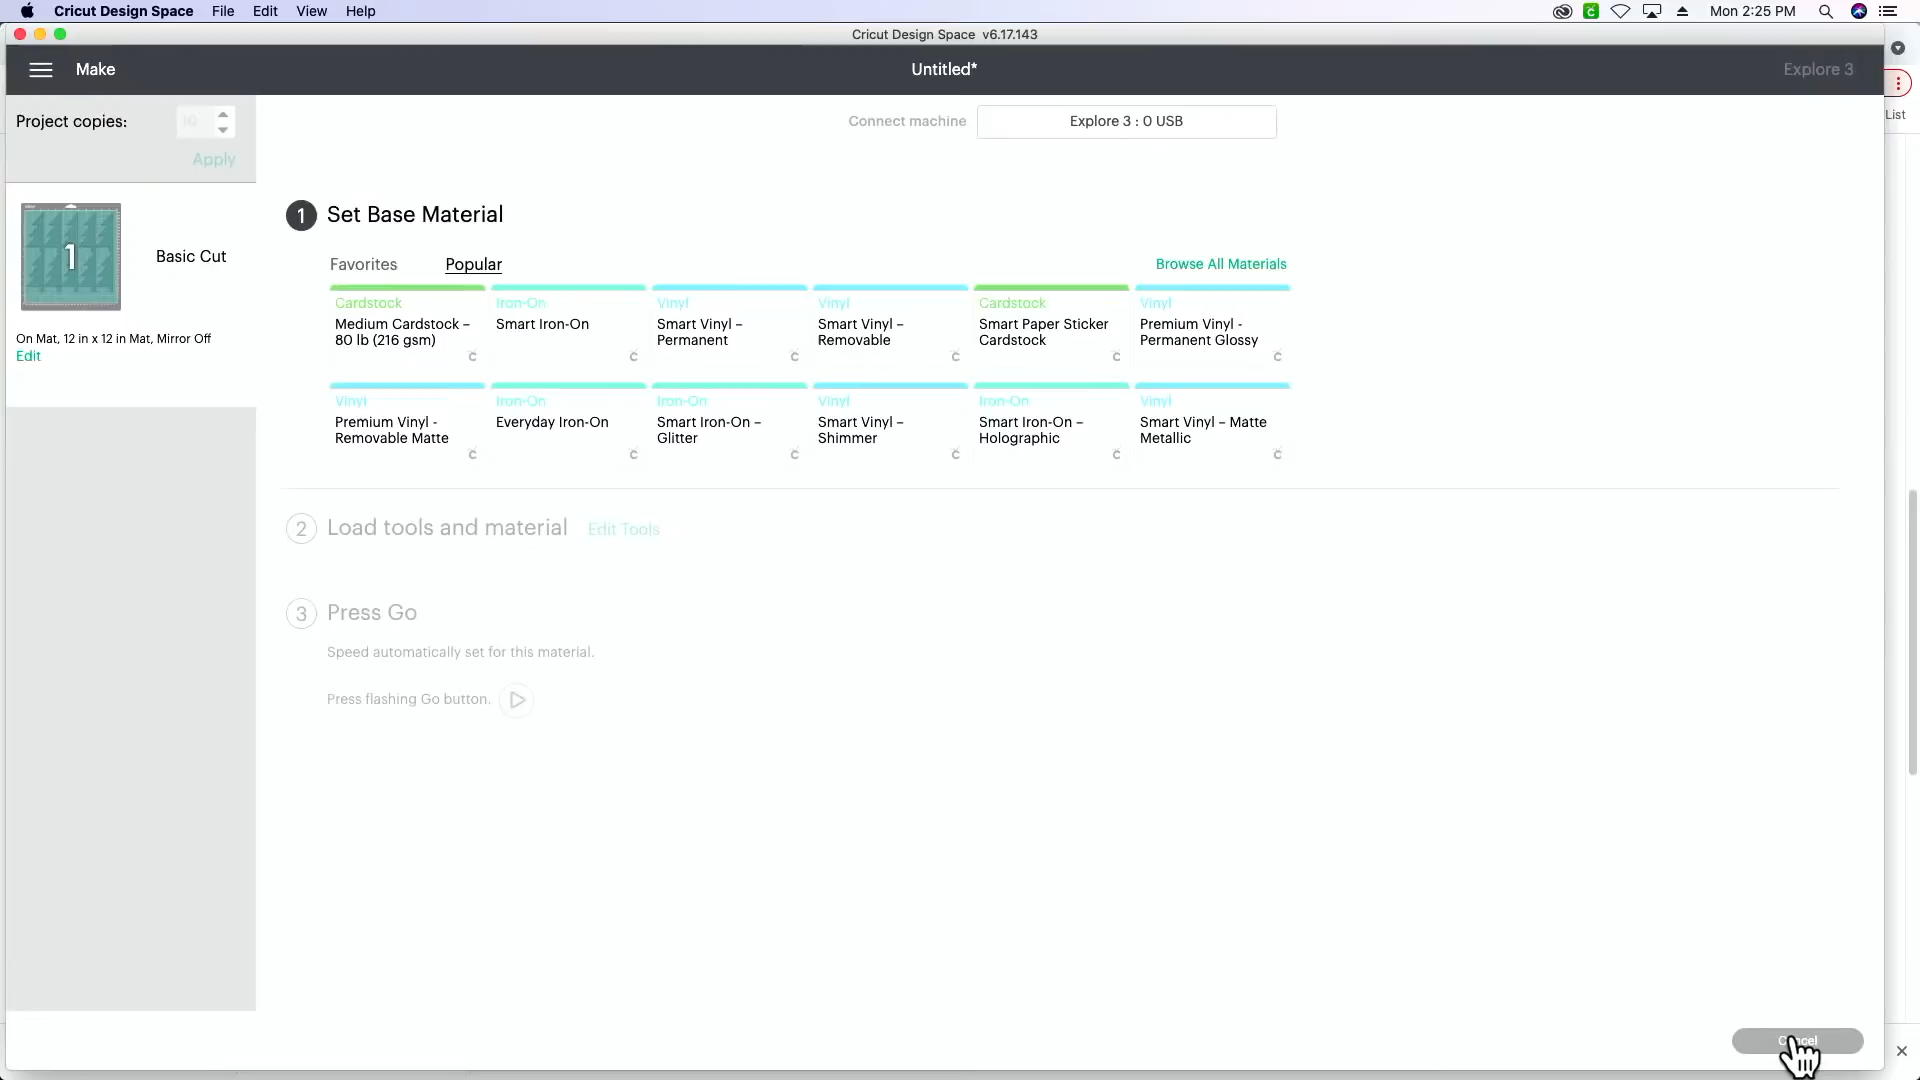 Cricut Design Space File Edit View Help Mon 2:25 PM
Cricut Design Space v6.17.143
Make Untitled* Explore 3
List
Project copies: 10
Apply
Connect machine Explore 3 : 0 USB
1
Basic Cut
On Mat, 12 in x 12 in Mat, Mirror Off
Edit
1 Set Base Material
Favorites Popular Browse All Materials
Cardstock
Medium Cardstock –
80 lb (216 gsm)
Iron-On
Smart Iron-On
Vinyl
Smart Vinyl –
Permanent
Vinyl
Smart Vinyl –
Removable
Cardstock
Smart Paper Sticker
Cardstock
Vinyl
Premium Vinyl -
Permanent Glossy
Vinyl
Premium Vinyl -
Removable Matte
Iron-On
Everyday Iron-On
Iron-On
Smart Iron-On –
Glitter
Vinyl
Smart Vinyl –
Shimmer
Iron-On
Smart Iron-On –
Holographic
Vinyl
Smart Vinyl – Matte
Metallic
2 Load tools and material Edit Tools
3 Press Go
Speed automatically set for this material.
Press flashing Go button.